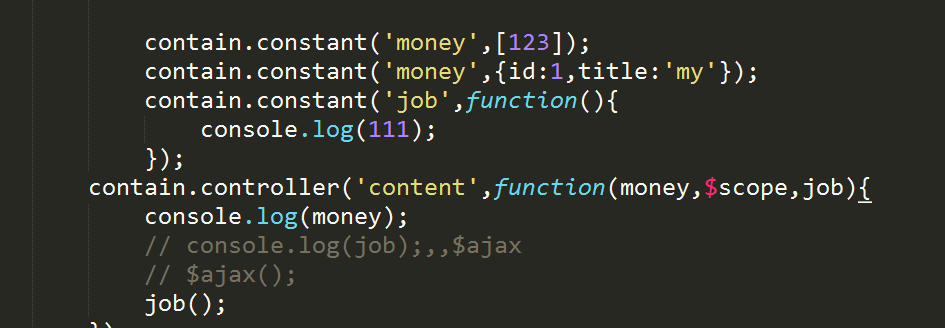 contain.constant('money',[123]);
contain.constant('money',{id:1,title:'my'});
contain.constant('job',function(){
console.log(111);
});
contain.controller('content',function(money,$scope,job){
console.log(money);
// console.log(job);,,$ajax
// $ajax();
job();
})